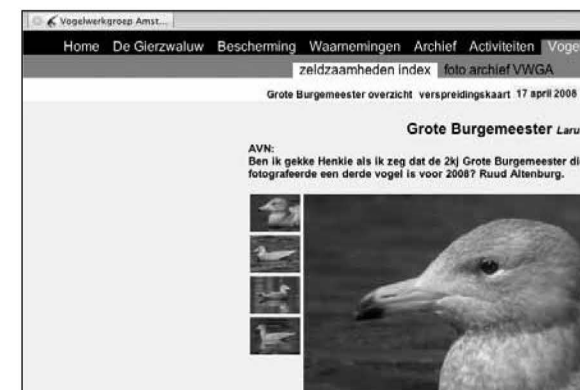 Vogelwerkgroep Amst...
Home De Gierzwaluw Bescherming Waarnemingen Archief Activiteiten Voge
zeldzaamheden index foto archief VWGA
Grote Burgemeester overzicht verspreidingskaart 17 april 2008
Grote Burgemeester Laru
AVN:
Ben ik gekke Henkie als ik zeg dat de 2kj Grote Burgemeester di
fotografeerde een derde vogel is voor 2008? Ruud Altenburg.